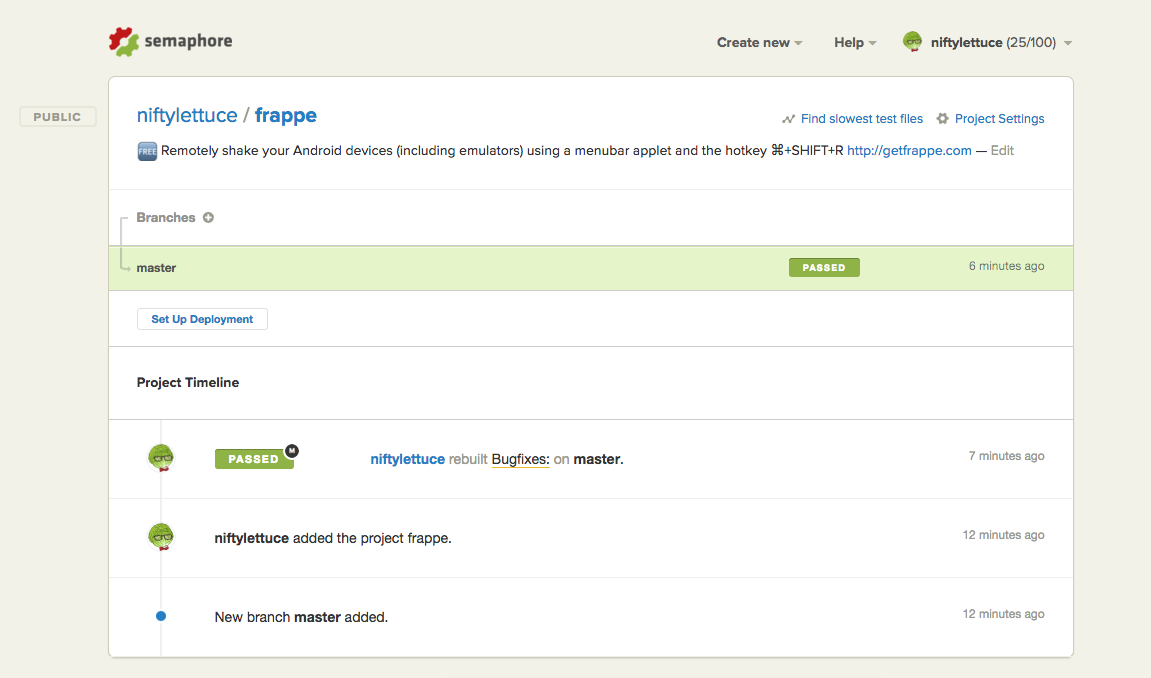 semaphore
Create new Help niftylettuce (25/100)
PUBLIC
niftylettuce / frappe
Find slowest test files Project Settings
FREE Remotely shake your Android devices (including emulators) using a menubar applet and the hotkey ⌘+SHIFT+R http://getfrappe.com — Edit
Branches
master PASSED 6 minutes ago
Set Up Deployment
Project Timeline
PASSED M niftylettuce rebuilt Bugfixes: on master. 7 minutes ago
niftylettuce added the project frappe. 12 minutes ago
New branch master added. 12 minutes ago